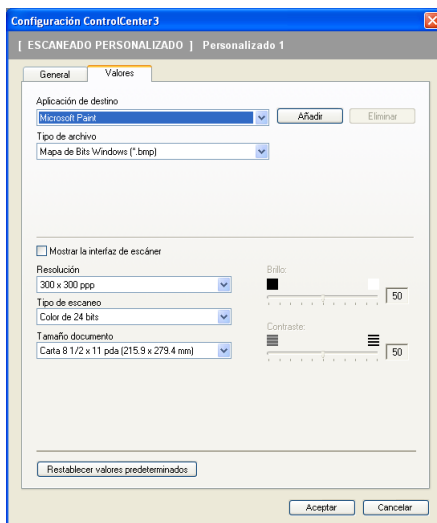 Configuración ControlCenter3
[ ESCANEADO PERSONALIZADO ] Personalizado 1
General Valores
Aplicación de destino
Microsoft Paint Añadir Eliminar
Tipo de archivo
Mapa de Bits Windows (*.bmp)
Mostrar la interfaz de escáner
Resolución Brillo:
300 x 300 ppp 50
Tipo de escaneo
Color de 24 bits
Tamaño documento Contraste:
Carta 8 1/2 x 11 pda (215.9 x 279.4 mm) 50
Restablecer valores predeterminados
Aceptar Cancelar